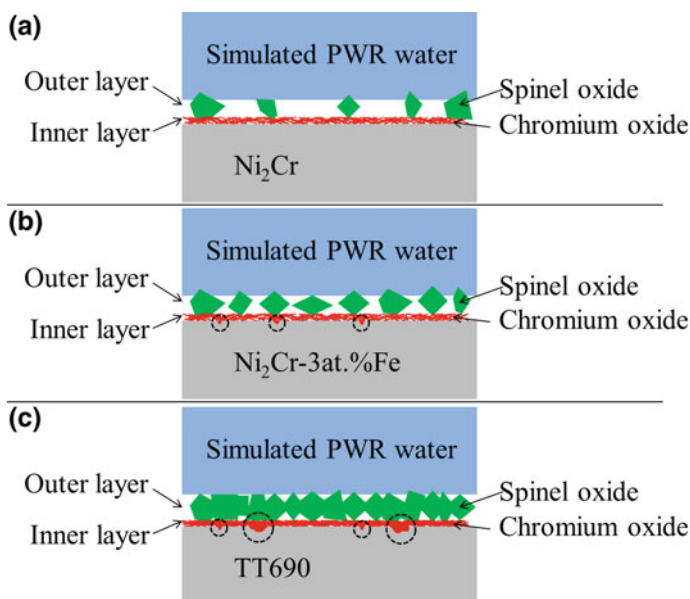 (a)
Simulated PWR water
Outer layer
Spinel oxide
Inner layer
Chromium oxide
Ni₂Cr
(b)
Simulated PWR water
Outer layer
Spinel oxide
Inner layer
Chromium oxide
Ni₂Cr-3at.%Fe
(c)
Simulated PWR water
Outer layer
Spinel oxide
Inner layer
Chromium oxide
TT690